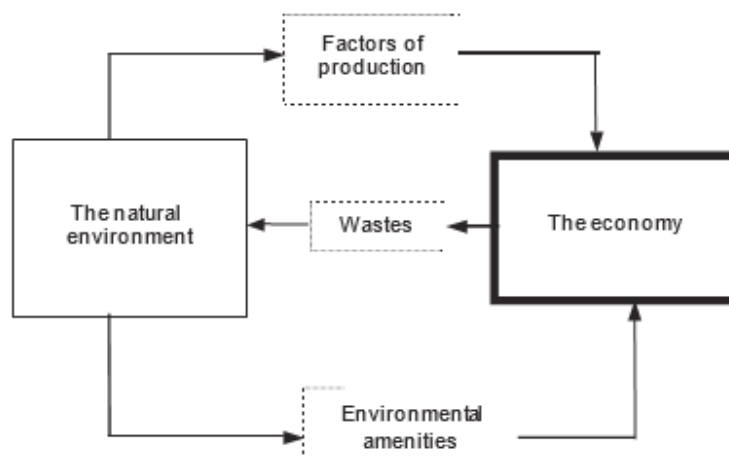 Factors of
production
The natural
environment
Wastes
The economy
Environmental
amenities